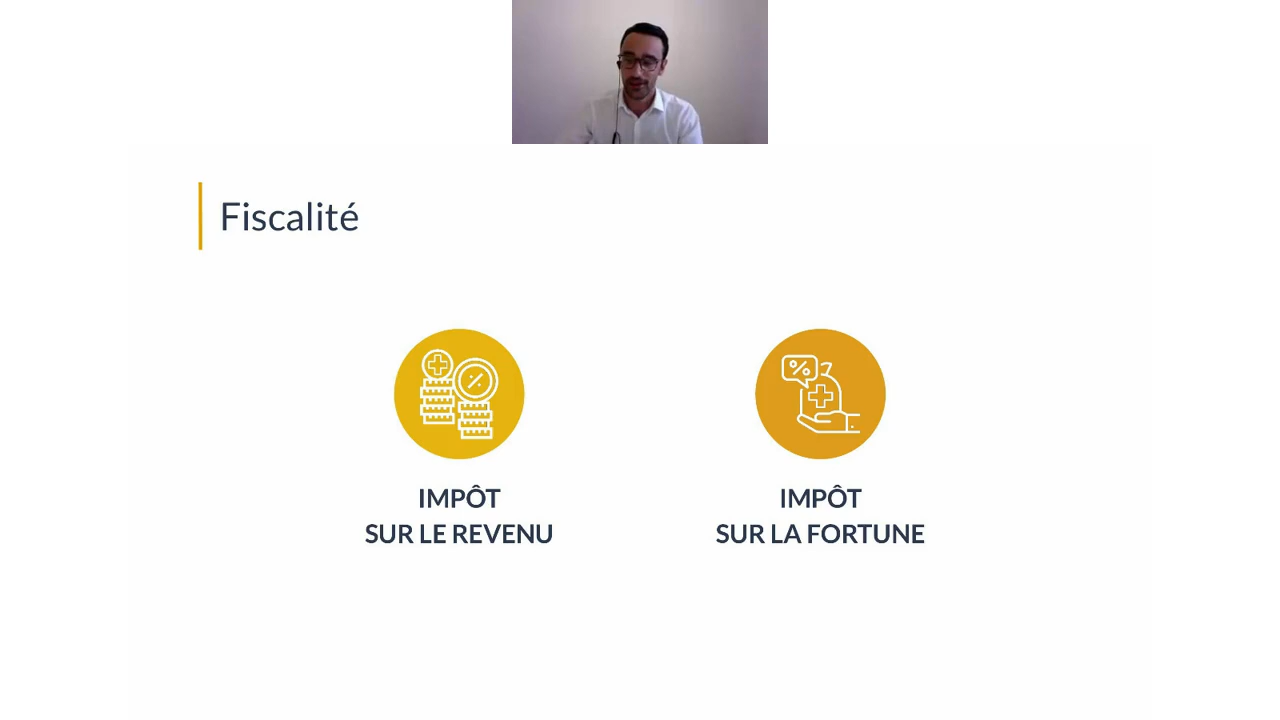 Fiscalité
IMPÔT
SUR LE REVENU
IMPÔT
SUR LA FORTUNE